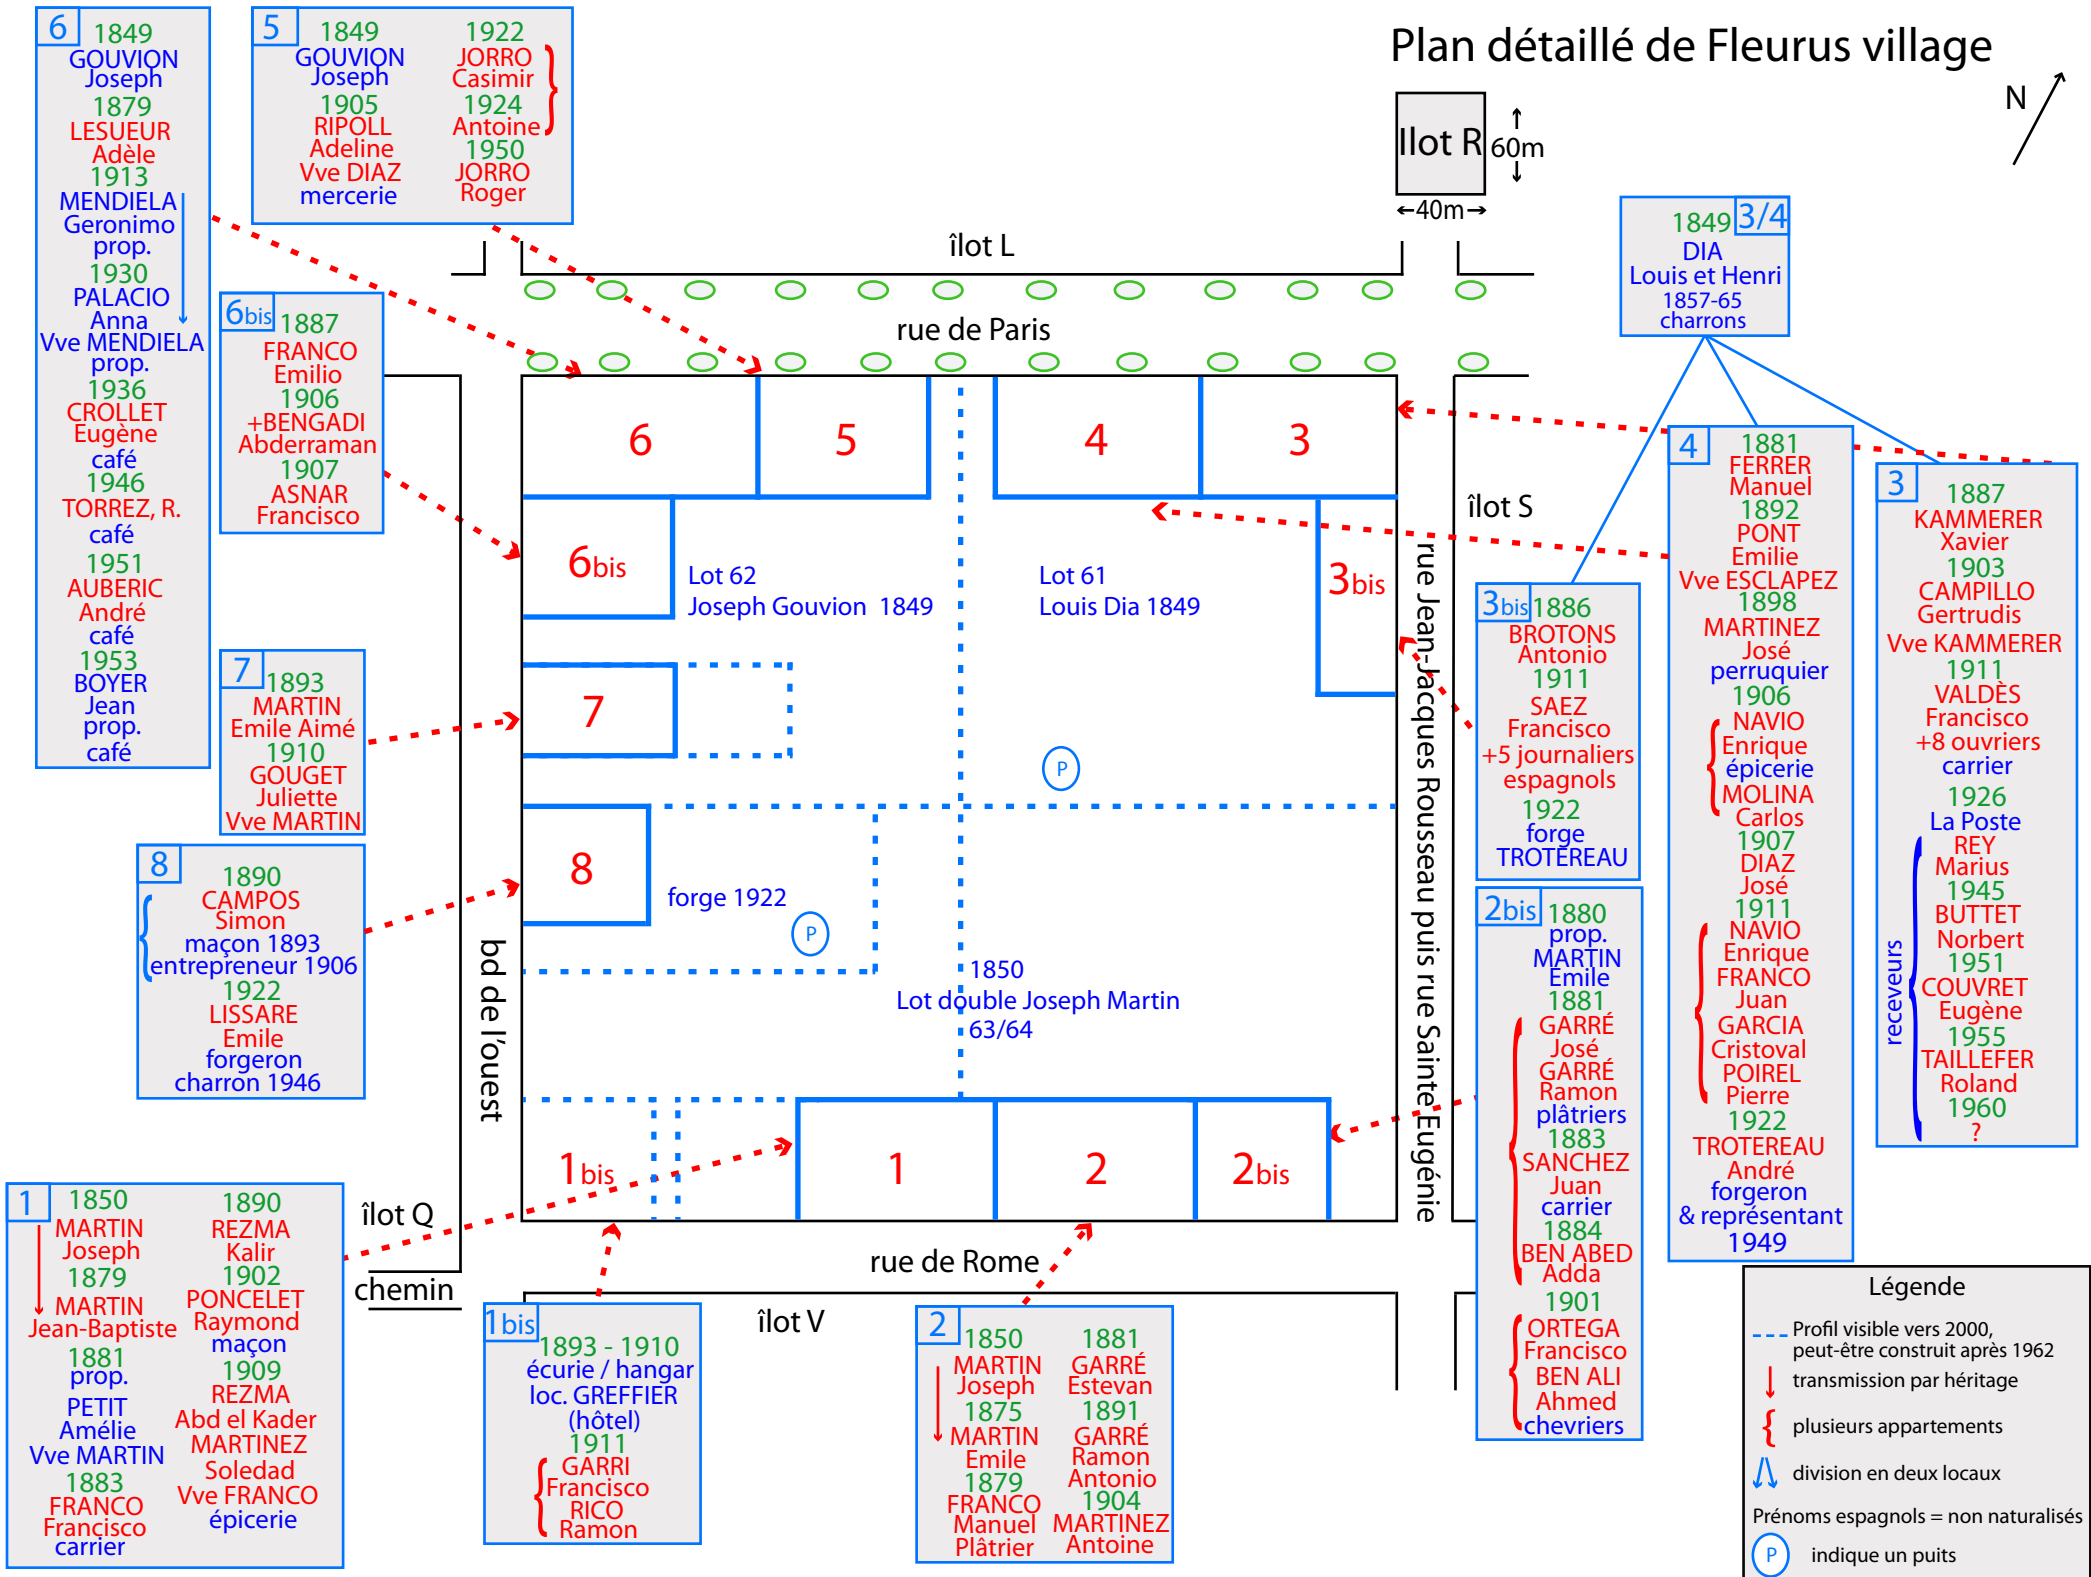 Plan détaillé de Fleurus village
N
Ilot R
60m
40m
6
1849
GOUVION
Joseph
1879
LESUEUR
Adèle
1913
MENDIELA
Geronimo
prop.
1930
PALACIO
Anna
Vve MENDIELA
prop.
1936
CROLLET
Eugène
café
1946
TORREZ, R.
café
1951
AUBERIC
André
café
1953
BOYER
Jean
prop.
café
5
1849
GOUVION
Joseph
1905
RIPOLL
Adeline
Vve DIAZ
mercerie
1922
JORRO
Casimir
1924
Antoine
1950
JORRO
Roger
6bis
1887
FRANCO
Emilio
1906
+BENGADI
Abderraman
1907
ASNAR
Francisco
7
1893
MARTIN
Emile Aimé
1910
GOUGET
Juliette
Vve MARTIN
8
1890
CAMPOS
Simon
maçon 1893
entrepreneur 1906
1922
LISSARE
Emile
forgeron
charron 1946
1
1850
MARTIN
Joseph
1879
MARTIN
Jean-Baptiste
1881
prop.
PETIT
Amélie
Vve MARTIN
1883
FRANCO
Francisco
carrier
1890
REZMA
Kalir
1902
PONCELET
Raymond
maçon
1909
REZMA
Abd el Kader
MARTINEZ
Soledad
Vve FRANCO
épicerie
îlot L
rue de Paris
6
5
4
3
6bis
3bis
Lot 62
Joseph Gouvion 1849
Lot 61
Louis Dia 1849
7
P
8
forge 1922
P
1850
Lot double Joseph Martin
63/64
1bis
1
2
2bis
bd de l'ouest
rue Jean-Jacques Rousseau puis rue Sainte Eugénie
îlot S
îlot Q
chemin
rue de Rome
îlot V
1bis
1893 - 1910
écurie / hangar
loc. GREFFIER
(hôtel)
1911
GARRI
Francisco
RICO
Ramon
2
1850
MARTIN
Joseph
1875
MARTIN
Emile
1879
FRANCO
Manuel
Plâtrier
1881
GARRÉ
Estevan
1891
GARRÉ
Ramon
Antonio
1904
MARTINEZ
Antoine
3/4
1849
DIA
Louis et Henri
1857-65
charrons
3bis
1886
BROTONS
Antonio
1911
SAEZ
Francisco
+5 journaliers
espagnols
1922
forge
TROTEREAU
2bis
1880
prop.
MARTIN
Emile
1881
GARRÉ
José
GARRÉ
Ramon
plâtriers
1883
SANCHEZ
Juan
carrier
1884
BEN ABED
Adda
1901
ORTEGA
Francisco
BEN ALI
Ahmed
chevriers
4
1881
FERRER
Manuel
1892
PONT
Emilie
Vve ESCLAPEZ
1898
MARTINEZ
José
perruquier
1906
NAVIO
Enrique
épicerie
MOLINA
Carlos
1907
DIAZ
José
1911
NAVIO
Enrique
FRANCO
Juan
GARCIA
Cristoval
POIREL
Pierre
1922
TROTEREAU
André
forgeron
& représentant
1949
3
1887
KAMMERER
Xavier
1903
CAMPILLO
Gertrudis
Vve KAMMERER
1911
VALDÈS
Francisco
+8 ouvriers
carrier
1926
La Poste
receveurs
REY
Marius
1945
BUTTET
Norbert
1951
COUVRET
Eugène
1955
TAILLEFER
Roland
1960
?
Légende
Profil visible vers 2000,
peut-être construit après 1962
transmission par héritage
plusieurs appartements
division en deux locaux
Prénoms espagnols = non naturalisés
P indique un puits